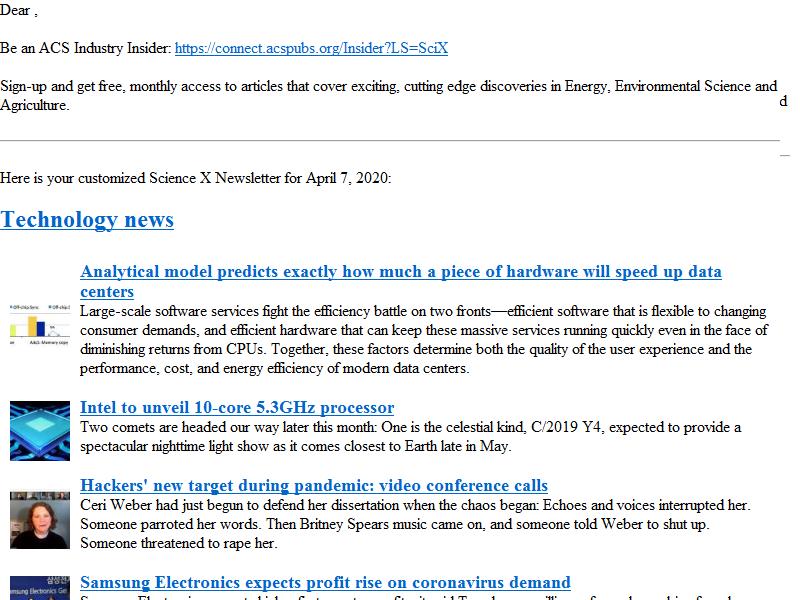 Dear ,
Be an ACS Industry Insider: https://connect.acspubs.org/Insider?LS=SciX
Sign-up and get free, monthly access to articles that cover exciting, cutting edge discoveries in Energy, Environmental Science and
Agriculture.
d
Here is your customized Science X Newsletter for April 7, 2020:
Technology news
Analytical model predicts exactly how much a piece of hardware will speed up data
centers
Large-scale software services fight the efficiency battle on two fronts—efficient software that is flexible to changing
consumer demands, and efficient hardware that can keep these massive services running quickly even in the face of
diminishing returns from CPUs. Together, these factors determine both the quality of the user experience and the
performance, cost, and energy efficiency of modern data centers.
Intel to unveil 10-core 5.3GHz processor
Two comets are headed our way later this month: One is the celestial kind, C/2019 Y4, expected to provide a
spectacular nighttime light show as it comes closest to Earth late in May.
Hackers' new target during pandemic: video conference calls
Ceri Weber had just begun to defend her dissertation when the chaos began: Echoes and voices interrupted her.
Someone parroted her words. Then Britney Spears music came on, and someone told Weber to shut up.
Someone threatened to rape her.
Samsung Electronics expects profit rise on coronavirus demand